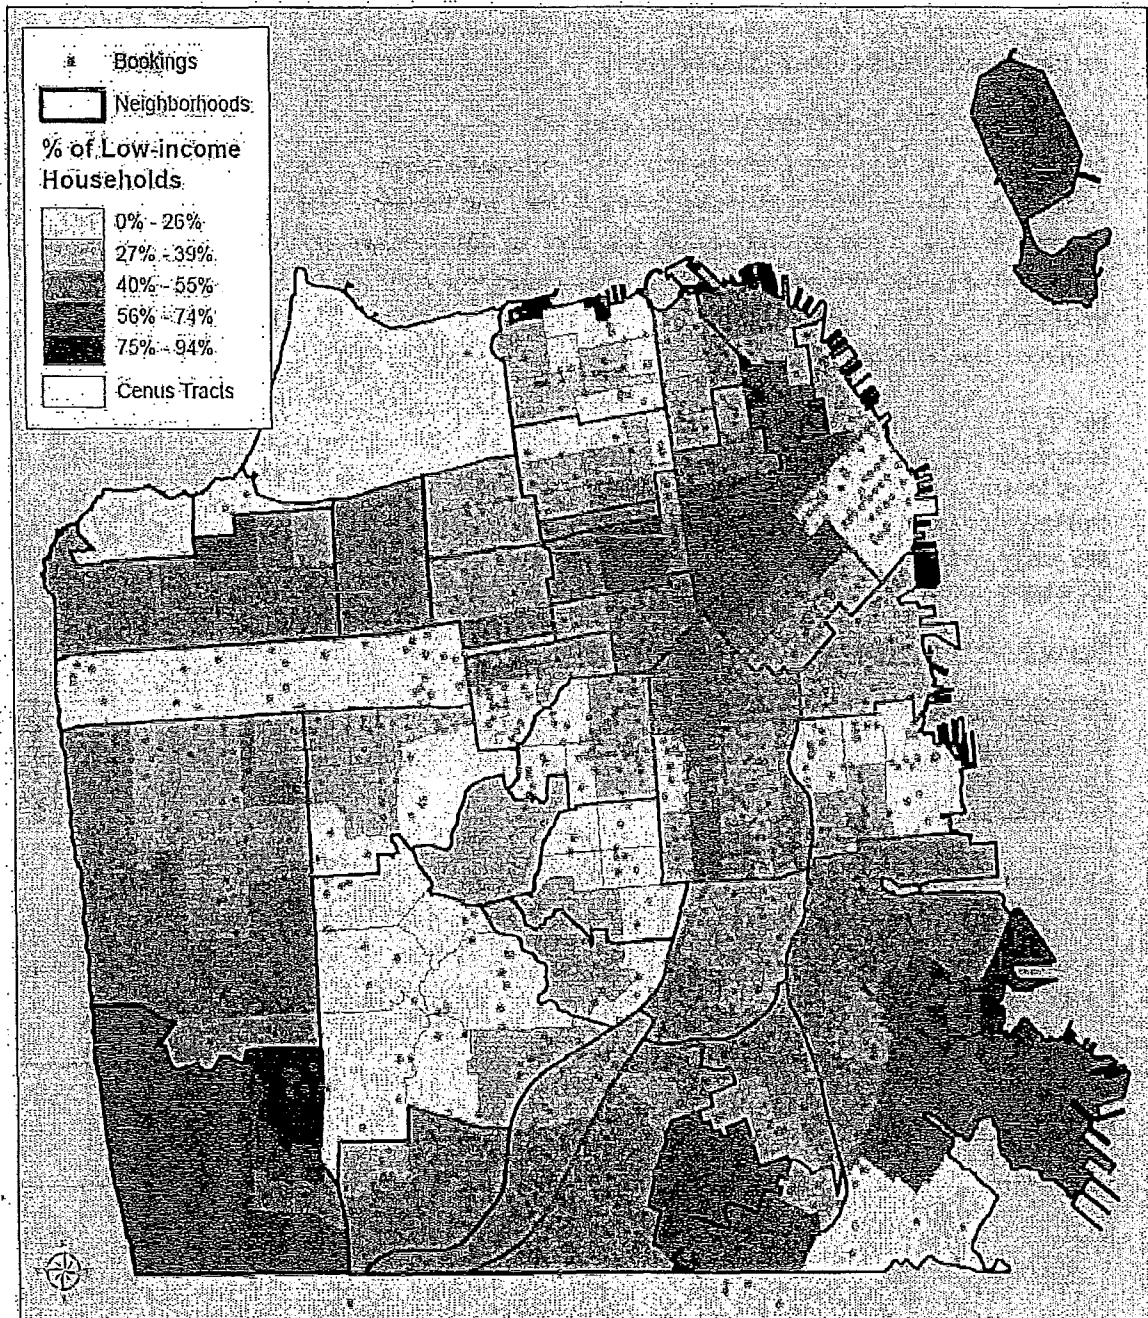 Bookings
Neighborhoods
% of Low-income
Households
0% - 26%
27% - 39%
40% - 55%
56% - 74%
75% - 94%
Cenus Tracts